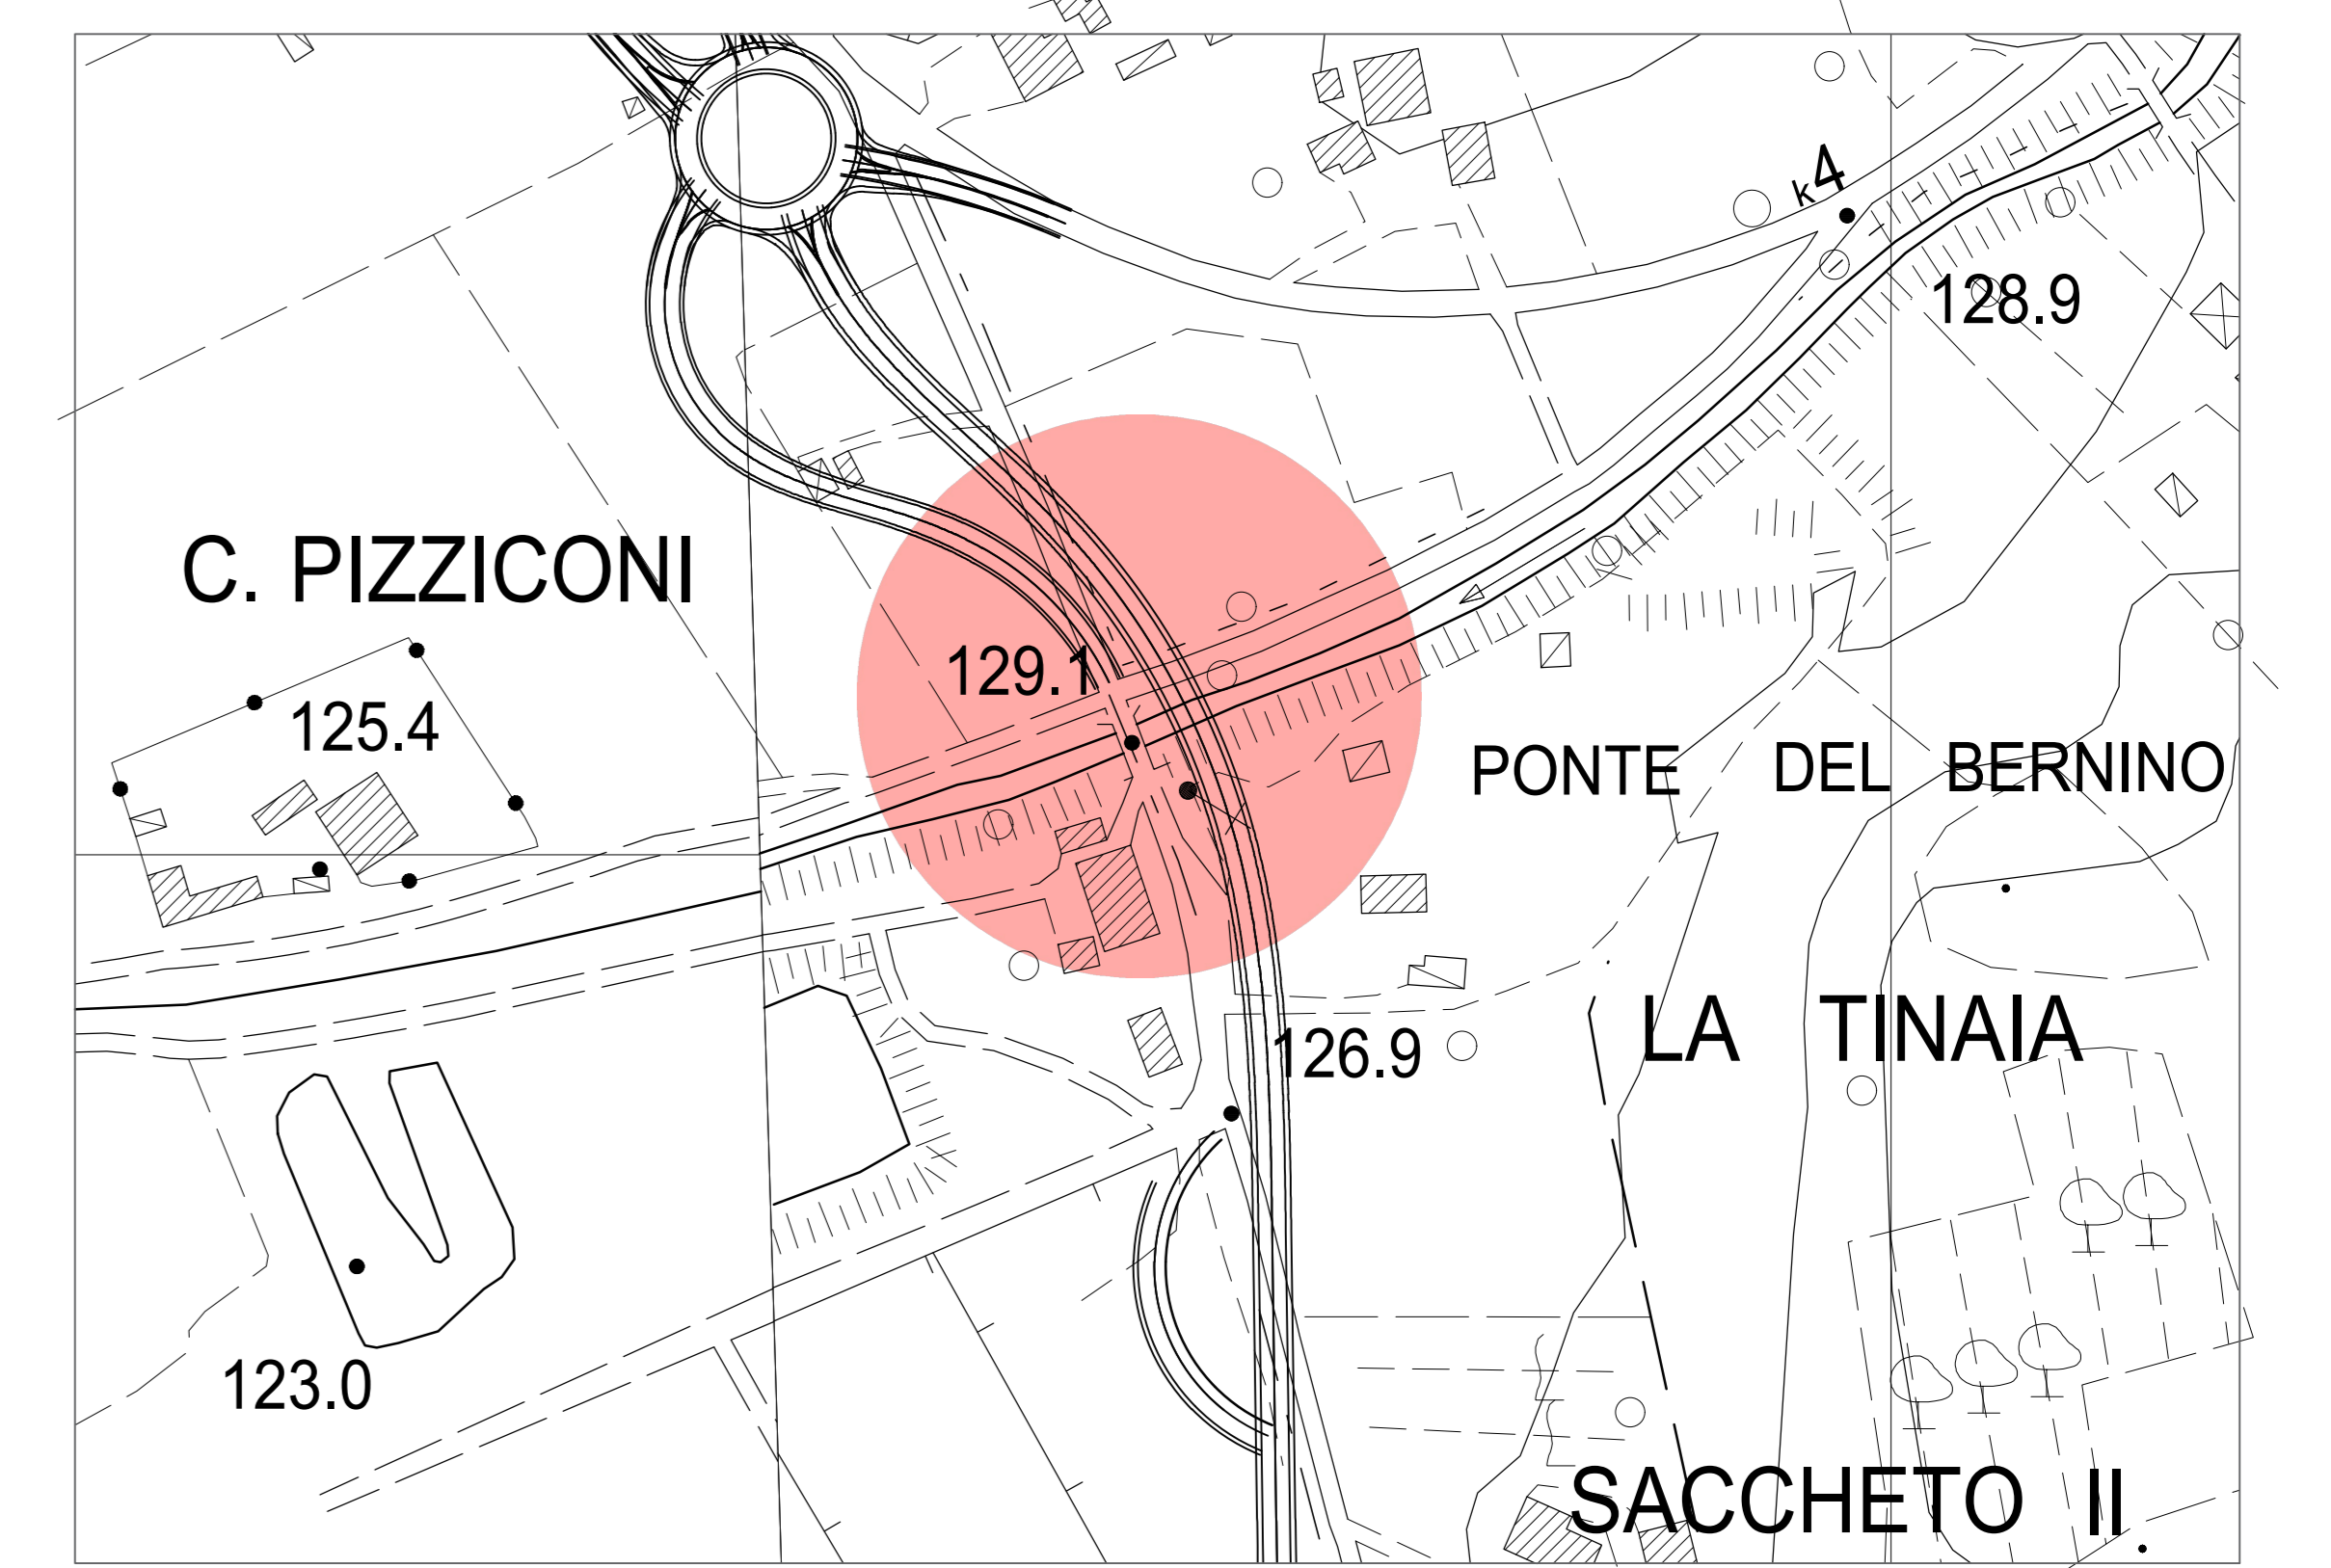 k4
128.9
C. PIZZICONI
129.1
125.4
PONTE DEL BERNINO
LA TINAIA
126.9
123.0
SACCHETO II